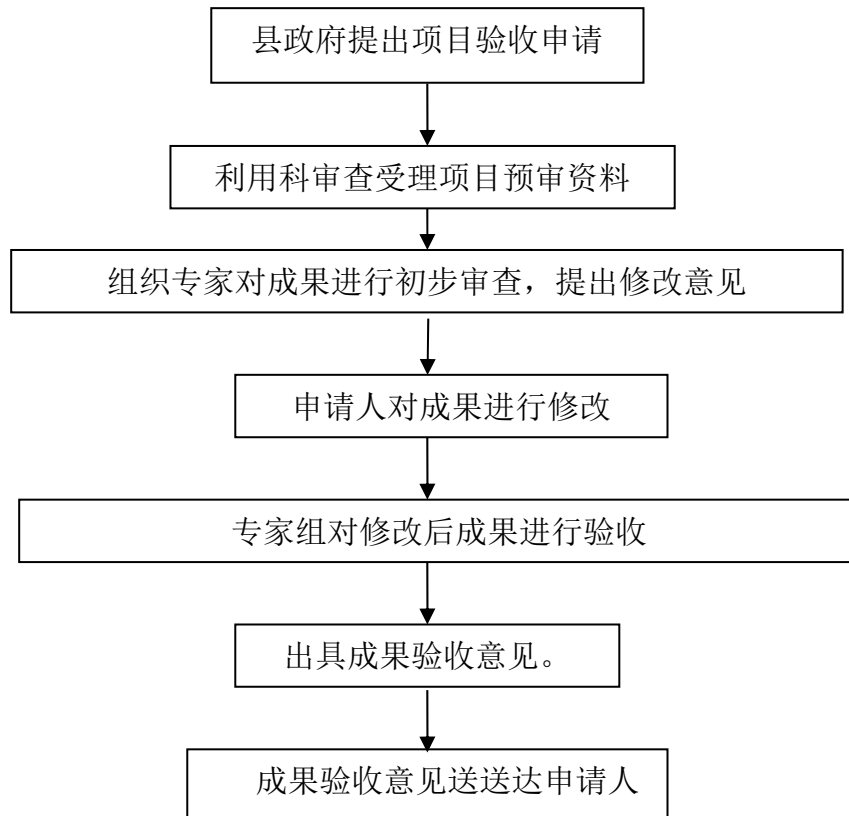 县政府提出项目验收申请
利用科审查受理项目预审资料
组织专家对成果进行初步审查，提出修改意见
申请人对成果进行修改
专家组对修改后成果进行验收
出具成果验收意见。
成果验收意见送送达申请人